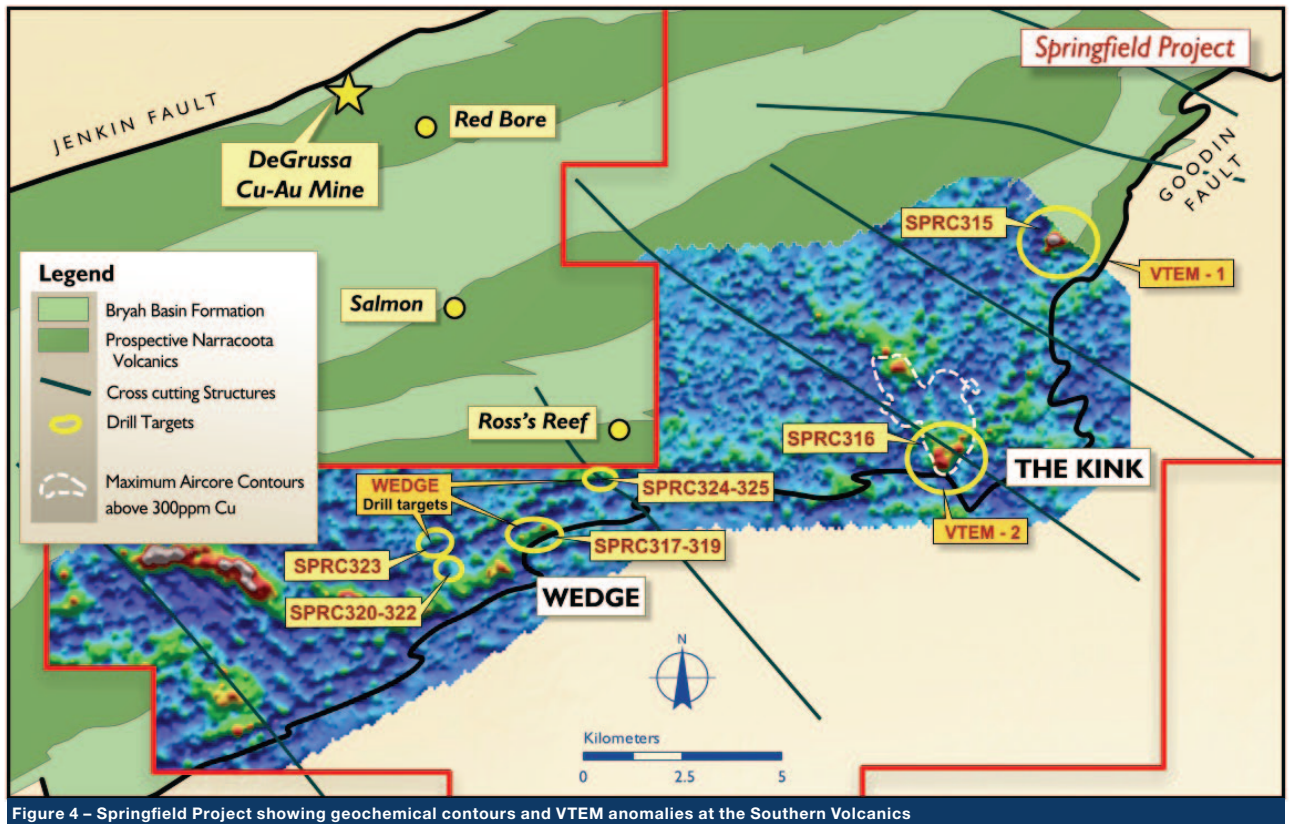 Springfield Project
JENKIN FAULT
Red Bore
DeGrussa
Cu-Au Mine
GOODIN
FAULT
SPRC315
VTEM - 1
Legend
Bryah Basin Formation
Prospective Narracoota
Volcanics
Cross cutting Structures
Drill Targets
Maximum Aircore Contours
above 300ppm Cu
Salmon
Ross's Reef
SPRC316
THE KINK
WEDGE
Drill targets
SPRC324-325
VTEM - 2
SPRC317-319
SPRC323
WEDGE
SPRC320-322
N
Kilometers
0 2.5 5
Figure 4 – Springfield Project showing geochemical contours and VTEM anomalies at the Southern Volcanics